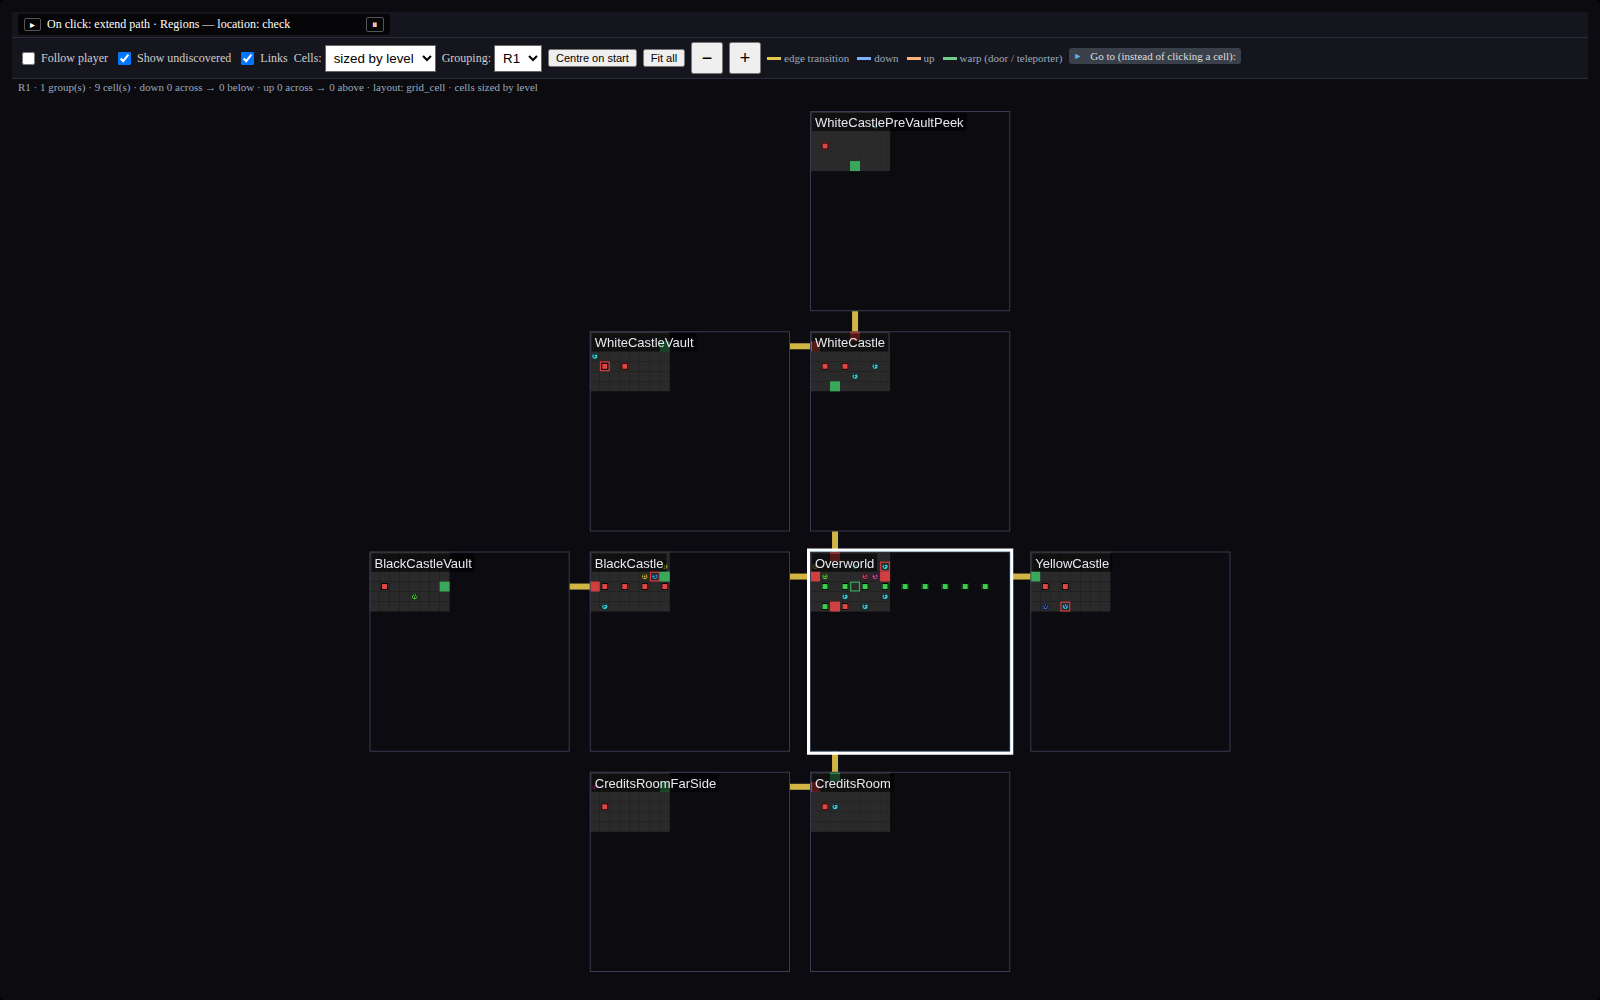 On click: extend path · Regions — location: check
Follow player Show undiscovered Links Cells: sized by level Grouping: R1 Centre on start Fit all − + edge transition down up warp (door / teleporter) Go to (instead of clicking a cell):
R1 · 1 group(s) · 9 cell(s) · down 0 across → 0 below · up 0 across → 0 above · layout: grid_cell · cells sized by level
WhiteCastlePreVaultPeek
WhiteCastleVault WhiteCastle
BlackCastleVault BlackCastle Overworld YellowCastle
CreditsRoomFarSide CreditsRoom